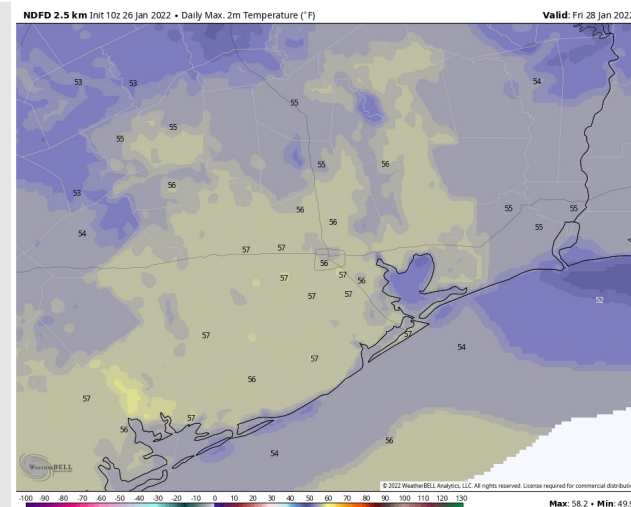 NDFD 2.5 km Init 10z 26 Jan 2022 • Daily Max. 2m Temperature (°F) Valid: Fri 28 Jan 2022
53 53 54
55
55 55
55 56
56
53
56 55 55
56
54 55
57 57
56
57 57 56
52
57 57
57 57
54
57
56
57
57
56
54 56
WEATHERBELL
© 2022 WeatherBELL Analytics, LLC. All rights reserved. License required for commercial distributi
-100 -90 -80 -70 -60 -50 -40 -30 -20 -10 0 10 20 30 40 50 60 70 80 90 100 110 120 130
Max: 58.2 • Min: 49.9